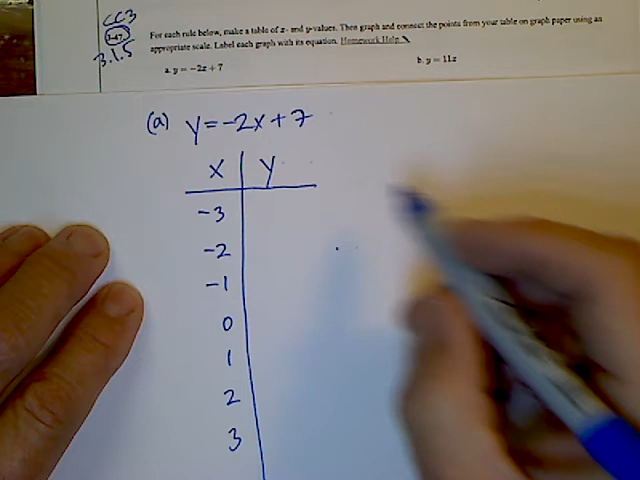 CC3
3-47
3.1.5
For each rule below, make a table of x- and y-values. Then graph and connect the points from your table on graph paper using an
appropriate scale. Label each graph with its equation. Homework Help
a. y = -2x + 7
b. y = 11x
(a) y = -2x + 7
x y
-3
-2
-1
0
1
2
3